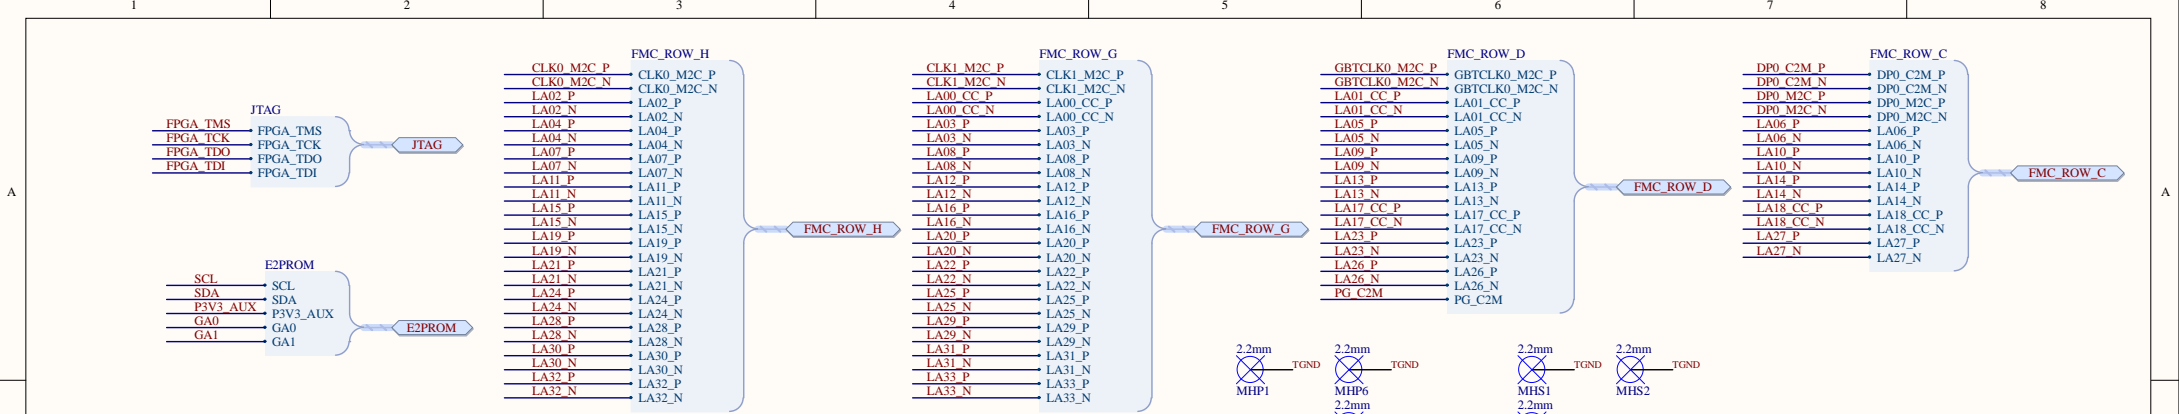 1 2 3 4 5 6 7 8
A A
JTAG
FPGA_TMS FPGA_TMS
FPGA_TCK FPGA_TCK
FPGA_TDO FPGA_TDO
FPGA_TDI FPGA_TDI
JTAG
E2PROM
SCL SCL
SDA SDA
P3V3_AUX P3V3_AUX
GA0 GA0
GA1 GA1
E2PROM
FMC_ROW_H
CLK0_M2C_P CLK0_M2C_P
CLK0_M2C_N CLK0_M2C_N
LA02_P LA02_P
LA02_N LA02_N
LA04_P LA04_P
LA04_N LA04_N
LA07_P LA07_P
LA07_N LA07_N
LA11_P LA11_P
LA11_N LA11_N
LA15_P LA15_P
LA15_N LA15_N
LA19_P LA19_P
LA19_N LA19_N
LA21_P LA21_P
LA21_N LA21_N
LA24_P LA24_P
LA24_N LA24_N
LA28_P LA28_P
LA28_N LA28_N
LA30_P LA30_P
LA30_N LA30_N
LA32_P LA32_P
LA32_N LA32_N
FMC_ROW_H
FMC_ROW_G
CLK1_M2C_P CLK1_M2C_P
CLK1_M2C_N CLK1_M2C_N
LA00_CC_P LA00_CC_P
LA00_CC_N LA00_CC_N
LA03_P LA03_P
LA03_N LA03_N
LA08_P LA08_P
LA08_N LA08_N
LA12_P LA12_P
LA12_N LA12_N
LA16_P LA16_P
LA16_N LA16_N
LA20_P LA20_P
LA20_N LA20_N
LA22_P LA22_P
LA22_N LA22_N
LA25_P LA25_P
LA25_N LA25_N
LA29_P LA29_P
LA29_N LA29_N
LA31_P LA31_P
LA31_N LA31_N
LA33_P LA33_P
LA33_N LA33_N
FMC_ROW_G
FMC_ROW_D
GBTCLK0_M2C_P GBTCLK0_M2C_P
GBTCLK0_M2C_N GBTCLK0_M2C_N
LA01_CC_P LA01_CC_P
LA01_CC_N LA01_CC_N
LA05_P LA05_P
LA05_N LA05_N
LA09_P LA09_P
LA09_N LA09_N
LA13_P LA13_P
LA13_N LA13_N
LA17_CC_P LA17_CC_P
LA17_CC_N LA17_CC_N
LA23_P LA23_P
LA23_N LA23_N
LA26_P LA26_P
LA26_N LA26_N
PG_C2M PG_C2M
FMC_ROW_D
FMC_ROW_C
DP0_C2M_P DP0_C2M_P
DP0_C2M_N DP0_C2M_N
DP0_M2C_P DP0_M2C_P
DP0_M2C_N DP0_M2C_N
LA06_P LA06_P
LA06_N LA06_N
LA10_P LA10_P
LA10_N LA10_N
LA14_P LA14_P
LA14_N LA14_N
LA18_CC_P LA18_CC_P
LA18_CC_N LA18_CC_N
LA27_P LA27_P
LA27_N LA27_N
FMC_ROW_C
2.2mm 2.2mm 2.2mm 2.2mm
TGND TGND TGND TGND
MHP1 MHP6 MHS1 MHS2
2.2mm 2.2mm